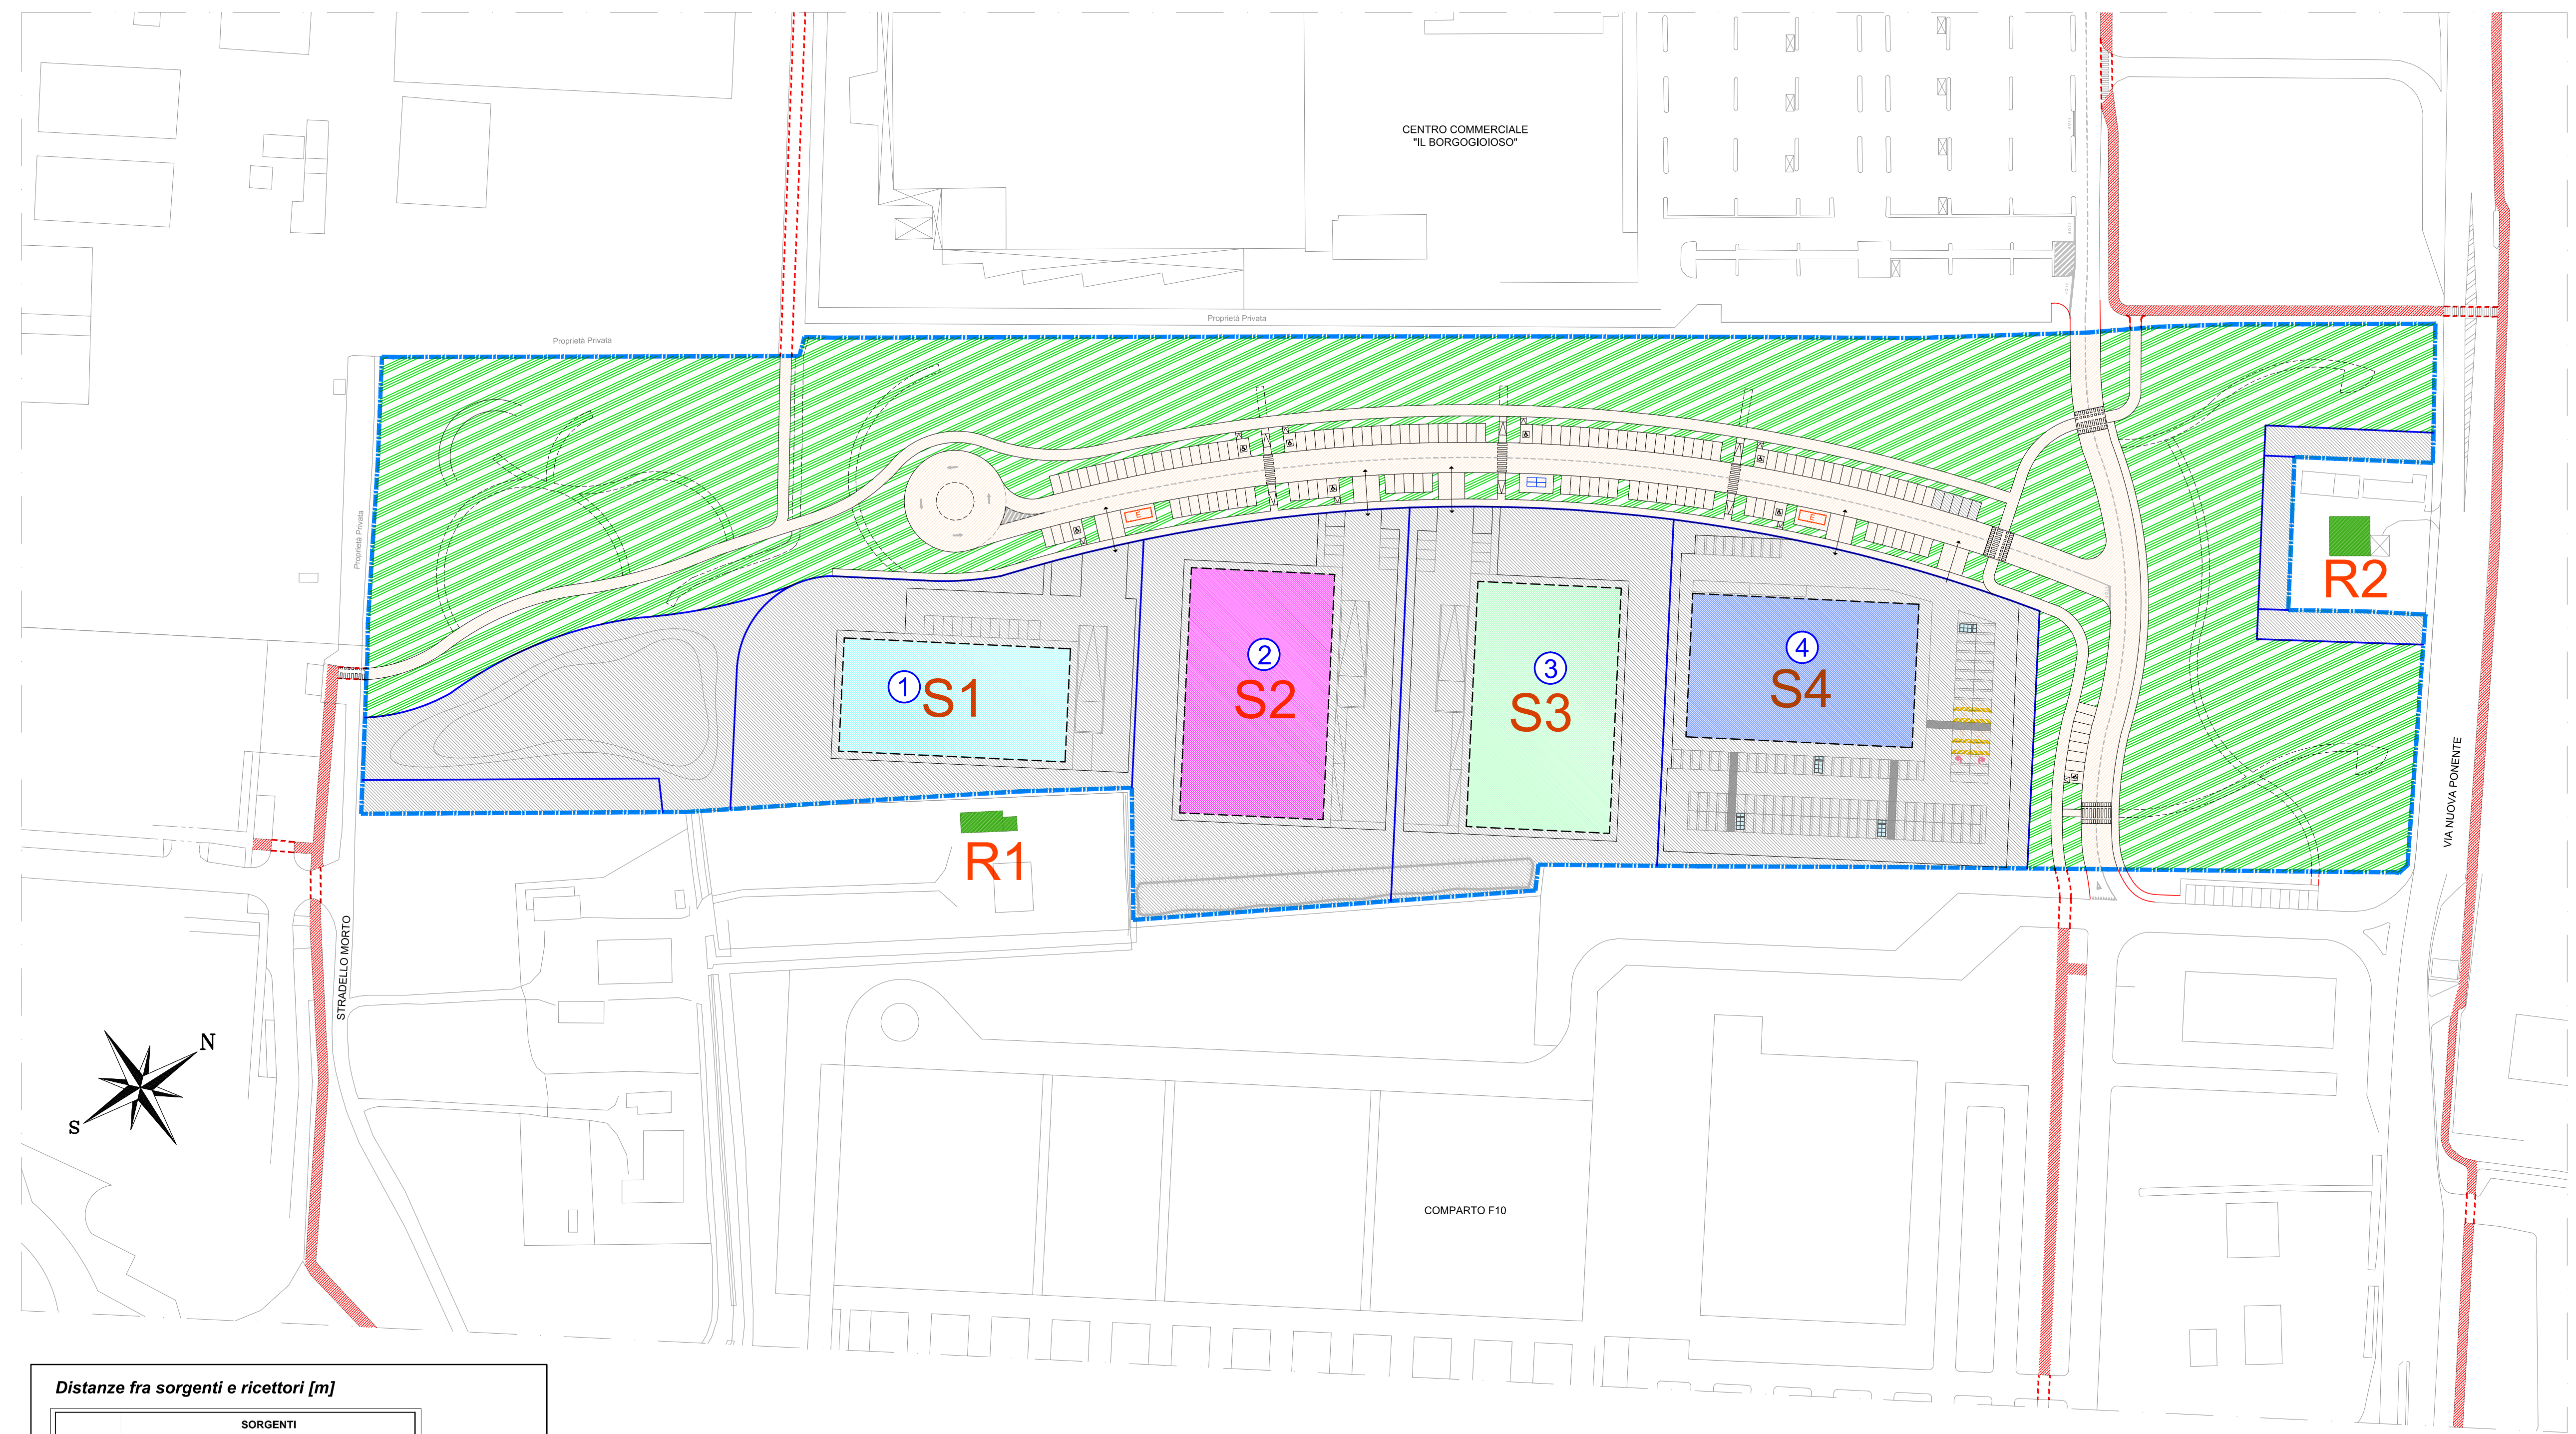 CENTRO COMMERCIALE
"IL BORGOGIOIOSO"
Proprietà Privata
Proprietà Privata
Proprietà Privata
E
E
R2
1
S1
2
S2
3
S3
4
S4
R1
VIA NUOVA PONENTE
STRADELLO MORTO
N
S
COMPARTO F10
Distanze fra sorgenti e ricettori [m]
SORGENTI